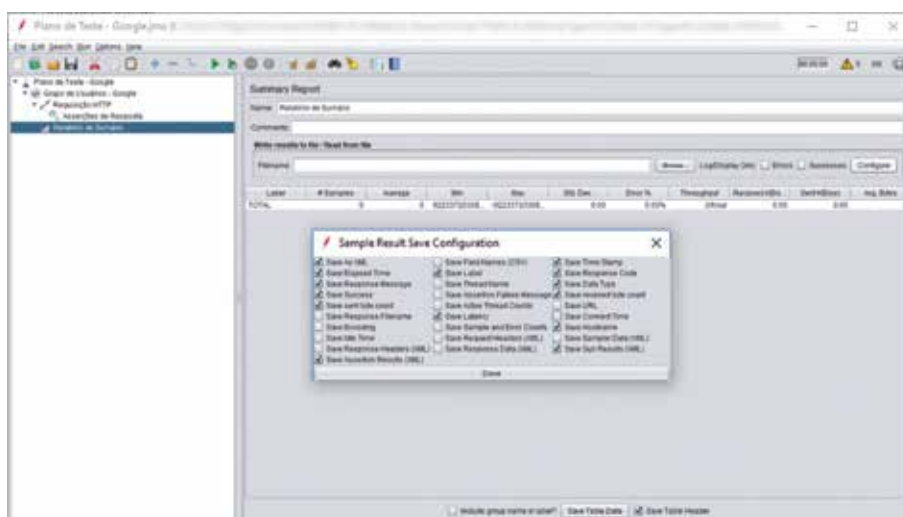 Plano de Teste - Google.jmx
File Edit Search Run Options Help
00:00:00
Plano de Teste - Google
Grupo de Usuários - Google
Requisição HTTP
Asserções de Resposta
Relatório de Sumário
Summary Report
Name: Relatório de Sumário
Comments:
Write results to file / Read from file
Filename
Browse... Log/Display Only: Errors Successes Configure
Label # Samples Average Min Max Std. Dev. Error % Throughput Received KB/s Sent KB/sec Avg. Bytes
TOTAL 0 0 0.00 0.00% 0.00 0.00
Sample Result Save Configuration
Save As XML Save Field Names (CSV) Save Time Stamp
Save Elapsed Time Save Label Save Response Code
Save Response Message Save Thread Name Save Data Type
Save Success Save Assertion Failure Message Save received byte count
Save sent byte count Save Active Thread Counts Save URL
Save Response Filename Save Latency Save Connect Time
Save Encoding Save Sample and Error Counts Save Hostname
Save Idle Time Save Request Headers (XML) Save Sampler Data (XML)
Save Response Headers (XML) Save Response Data (XML) Save Sub Results (XML)
Save Assertion Results (XML)
Close
Include group name in label? Save Table Data Save Table Header